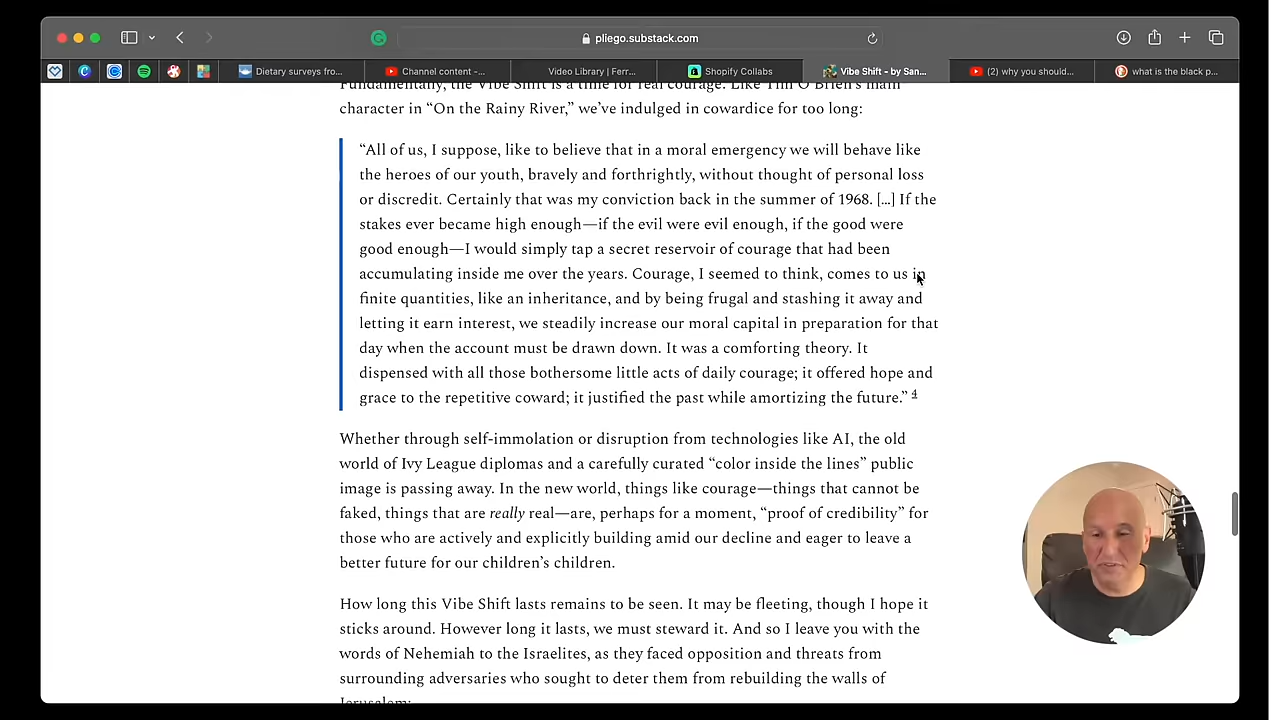 pliego.substack.com
Dietary surveys fro...
Channel content -...
Video Library | Ferr...
Shopify Collabs
Vibe Shift - by San...
(2) why you should...
what is the black p...
Fundamentally, the Vibe Shift is a time for real courage. Like Tim O'Brien's main
character in “On the Rainy River,” we’ve indulged in cowardice for too long:
“All of us, I suppose, like to believe that in a moral emergency we will behave like
the heroes of our youth, bravely and forthrightly, without thought of personal loss
or discredit. Certainly that was my conviction back in the summer of 1968. […] If the
stakes ever became high enough—if the evil were evil enough, if the good were
good enough—I would simply tap a secret reservoir of courage that had been
accumulating inside me over the years. Courage, I seemed to think, comes to us in
finite quantities, like an inheritance, and by being frugal and stashing it away and
letting it earn interest, we steadily increase our moral capital in preparation for that
day when the account must be drawn down. It was a comforting theory. It
dispensed with all those bothersome little acts of daily courage; it offered hope and
grace to the repetitive coward; it justified the past while amortizing the future.” 4
Whether through self-immolation or disruption from technologies like AI, the old
world of Ivy League diplomas and a carefully curated “color inside the lines” public
image is passing away. In the new world, things like courage—things that cannot be
faked, things that are really real—are, perhaps for a moment, “proof of credibility” for
those who are actively and explicitly building amid our decline and eager to leave a
better future for our children’s children.
How long this Vibe Shift lasts remains to be seen. It may be fleeting, though I hope it
sticks around. However long it lasts, we must steward it. And so I leave you with the
words of Nehemiah to the Israelites, as they faced opposition and threats from
surrounding adversaries who sought to deter them from rebuilding the walls of
Jerusalem: